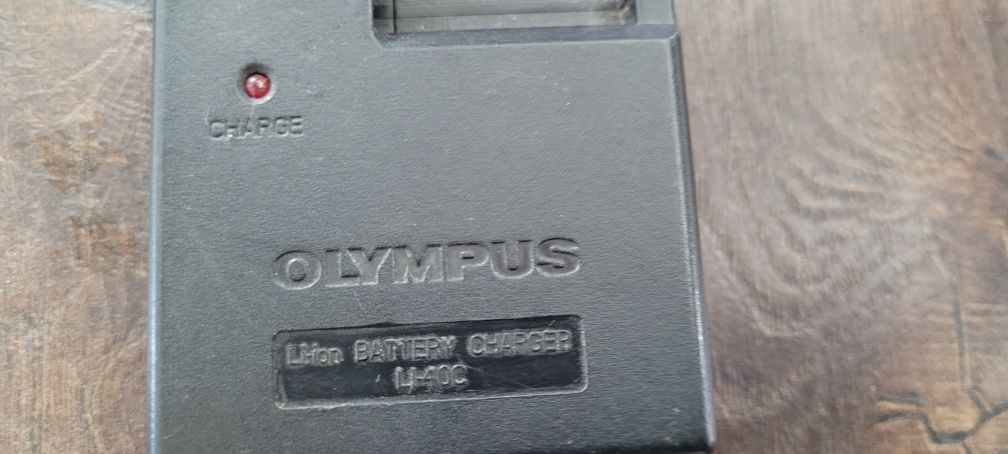 CHARGE
OLYMPUS
Li-ion BATTERY CHARGER
LI-40C